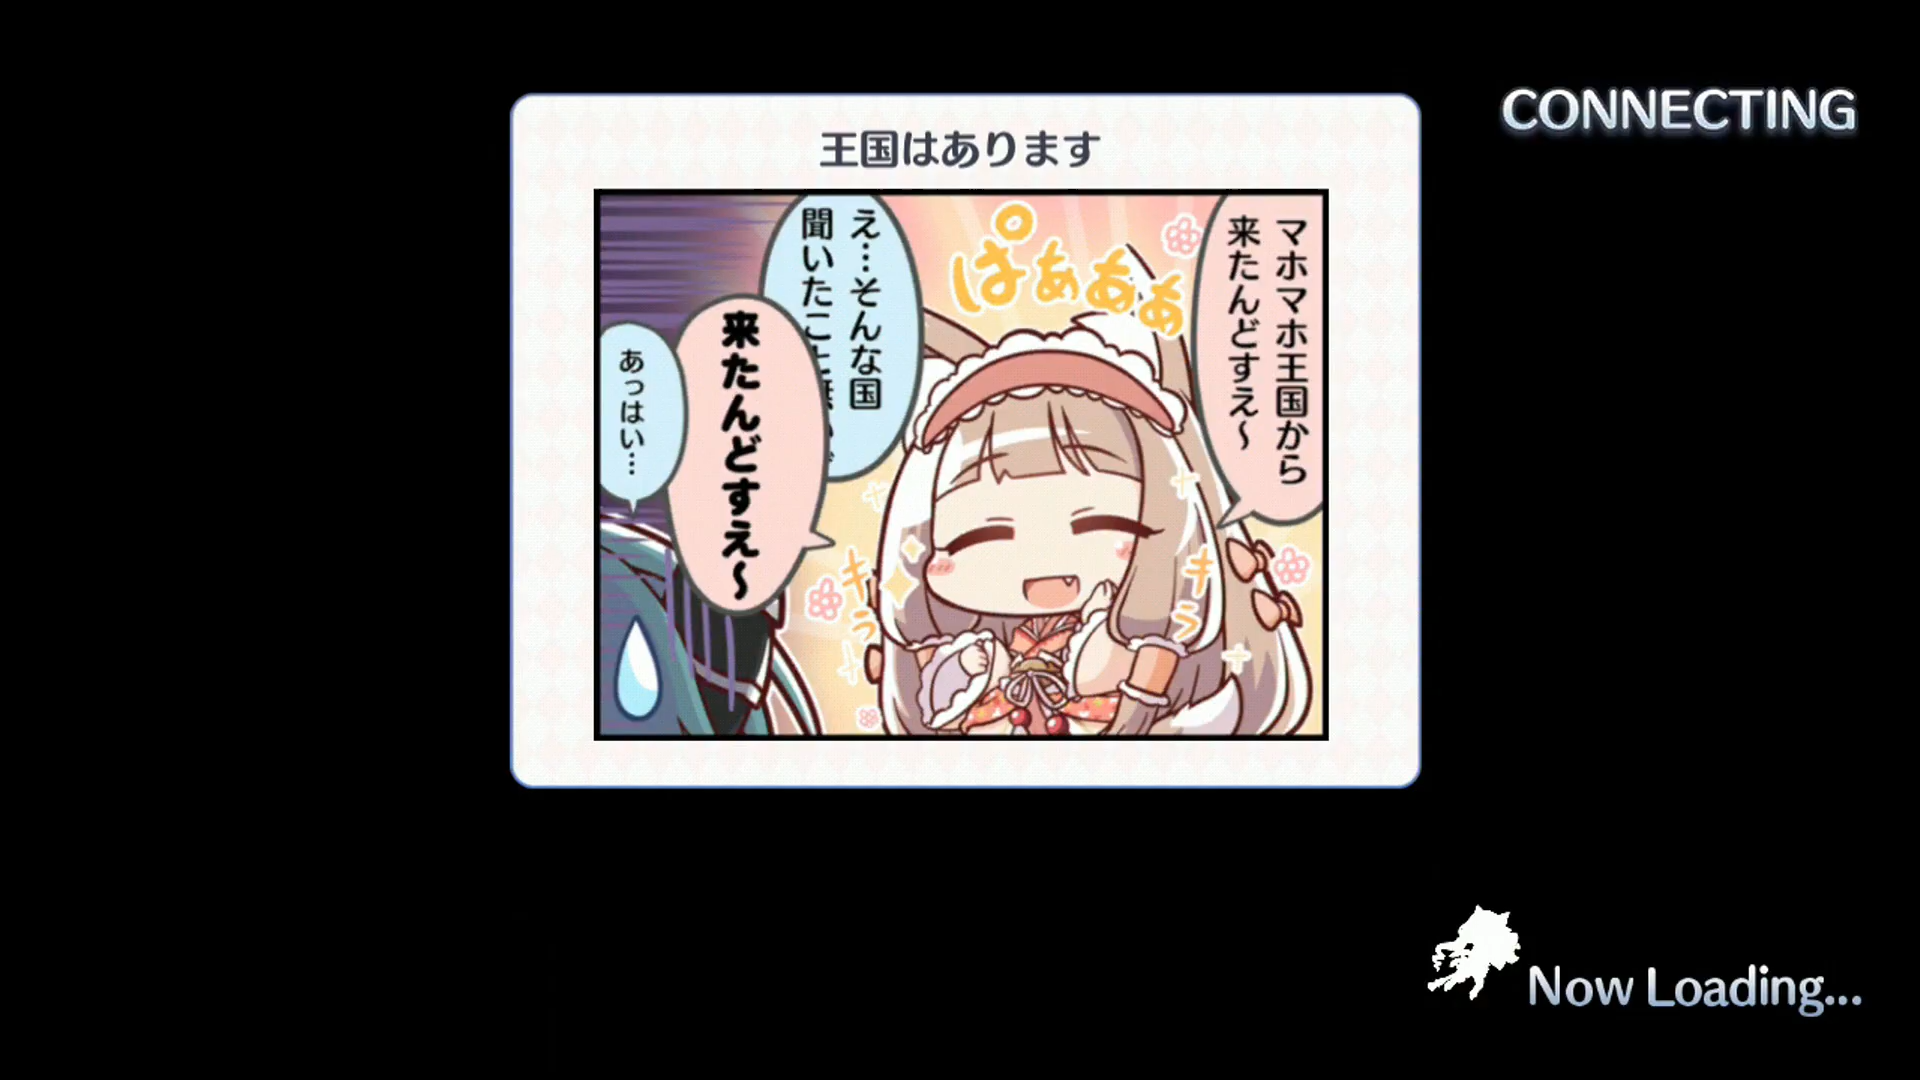 CONNECTING
王国はあります
マホマホ王国から
来たんどすえ～
ぱぁぁぁ
え…そんな国
聞いたこと無い
来たんどすえ～
あっはい…
キラ
キラ
Now Loading...